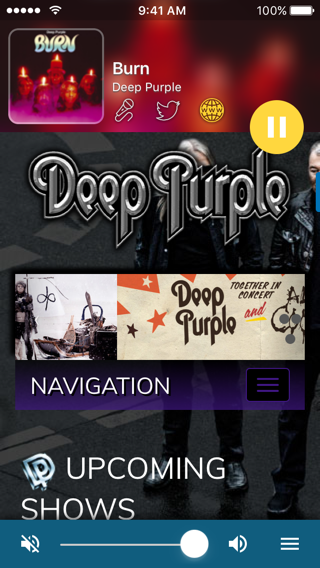 9:41 AM 100%
Deep Purple
BURN
Burn
Deep Purple
WWW
Deep Purple
Deep Purple
TOGETHER IN
CONCERT
and
NAVIGATION
UPCOMING
SHOWS